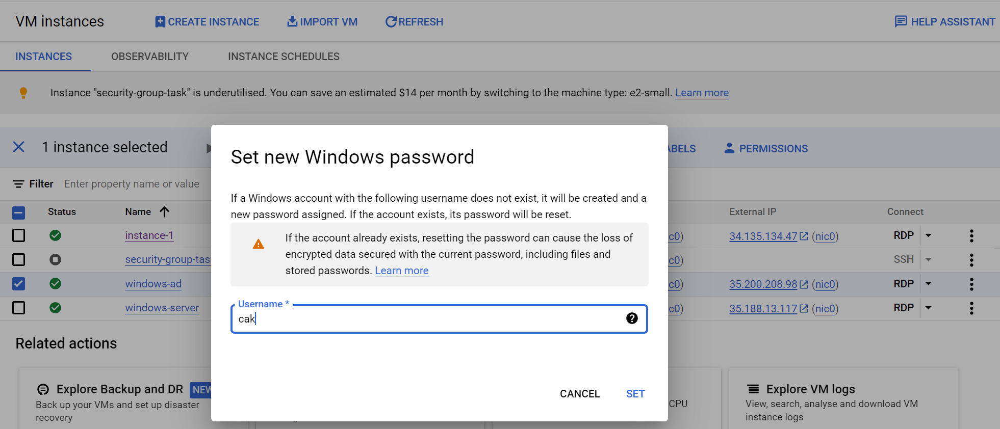 VM instances
CREATE INSTANCE
IMPORT VM
REFRESH
HELP ASSISTANT
INSTANCES
OBSERVABILITY
INSTANCE SCHEDULES
Instance "security-group-task" is underutilised. You can save an estimated $14 per month by switching to the machine type: e2-small. Learn more
1 instance selected
ABELS
PERMISSIONS
Filter
Enter property name or value
Status
Name
External IP
Connect
instance-1
c0)
34.135.134.47 (nic0)
RDP
security-group-tas
c0)
SSH
windows-ad
c0)
35.200.208.98 (nic0)
RDP
windows-server
c0)
35.188.13.117 (nic0)
RDP
Set new Windows password
If a Windows account with the following username does not exist, it will be created and a
new password assigned. If the account exists, its password will be reset.
If the account already exists, resetting the password can cause the loss of
encrypted data secured with the current password, including files and
stored passwords. Learn more
Username *
cak
CANCEL
SET
Related actions
Explore Backup and DR
NEW
Back up your VMs and set up disaster
recovery
CPU
Explore VM logs
View, search, analyse and download VM
instance logs